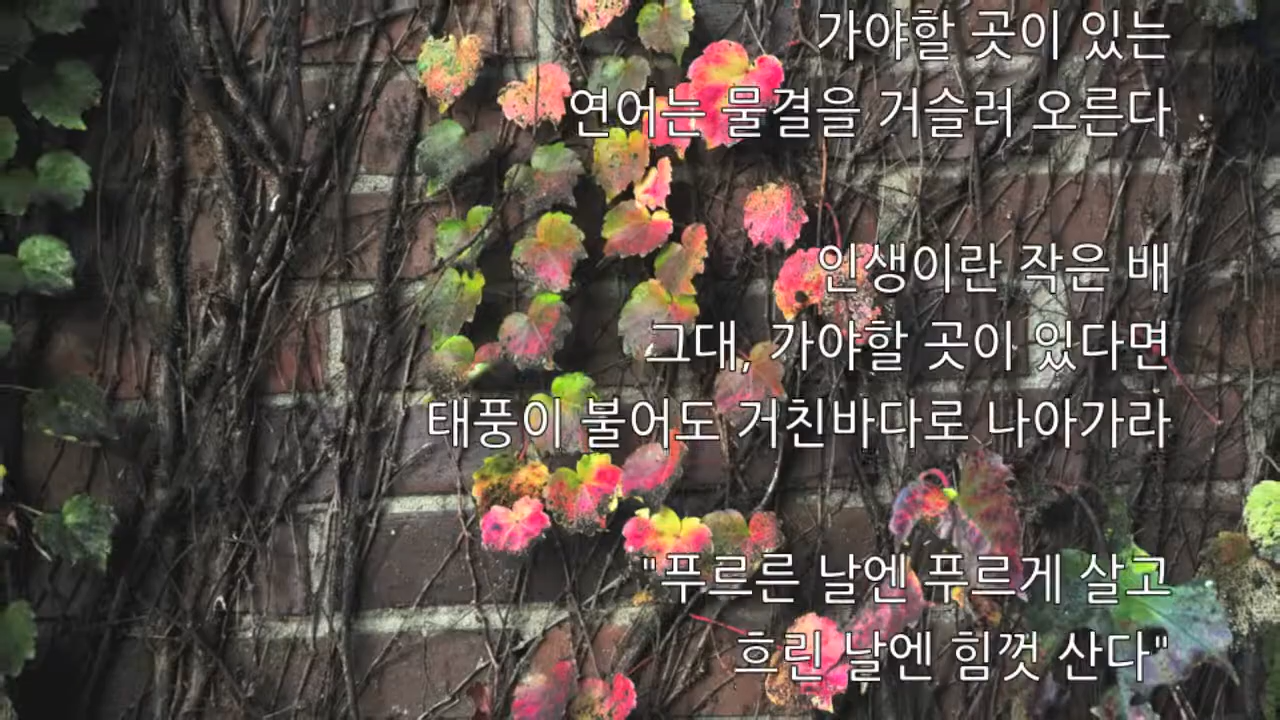 가야할 곳이 있는
연어는 물결을 거슬러 오른다
인생이란 작은 배
그대, 가야할 곳이 있다면
태풍이 불어도 거친바다로 나아가라
"푸르른 날엔 푸르게 살고
흐린 날엔 힘껏 산다"